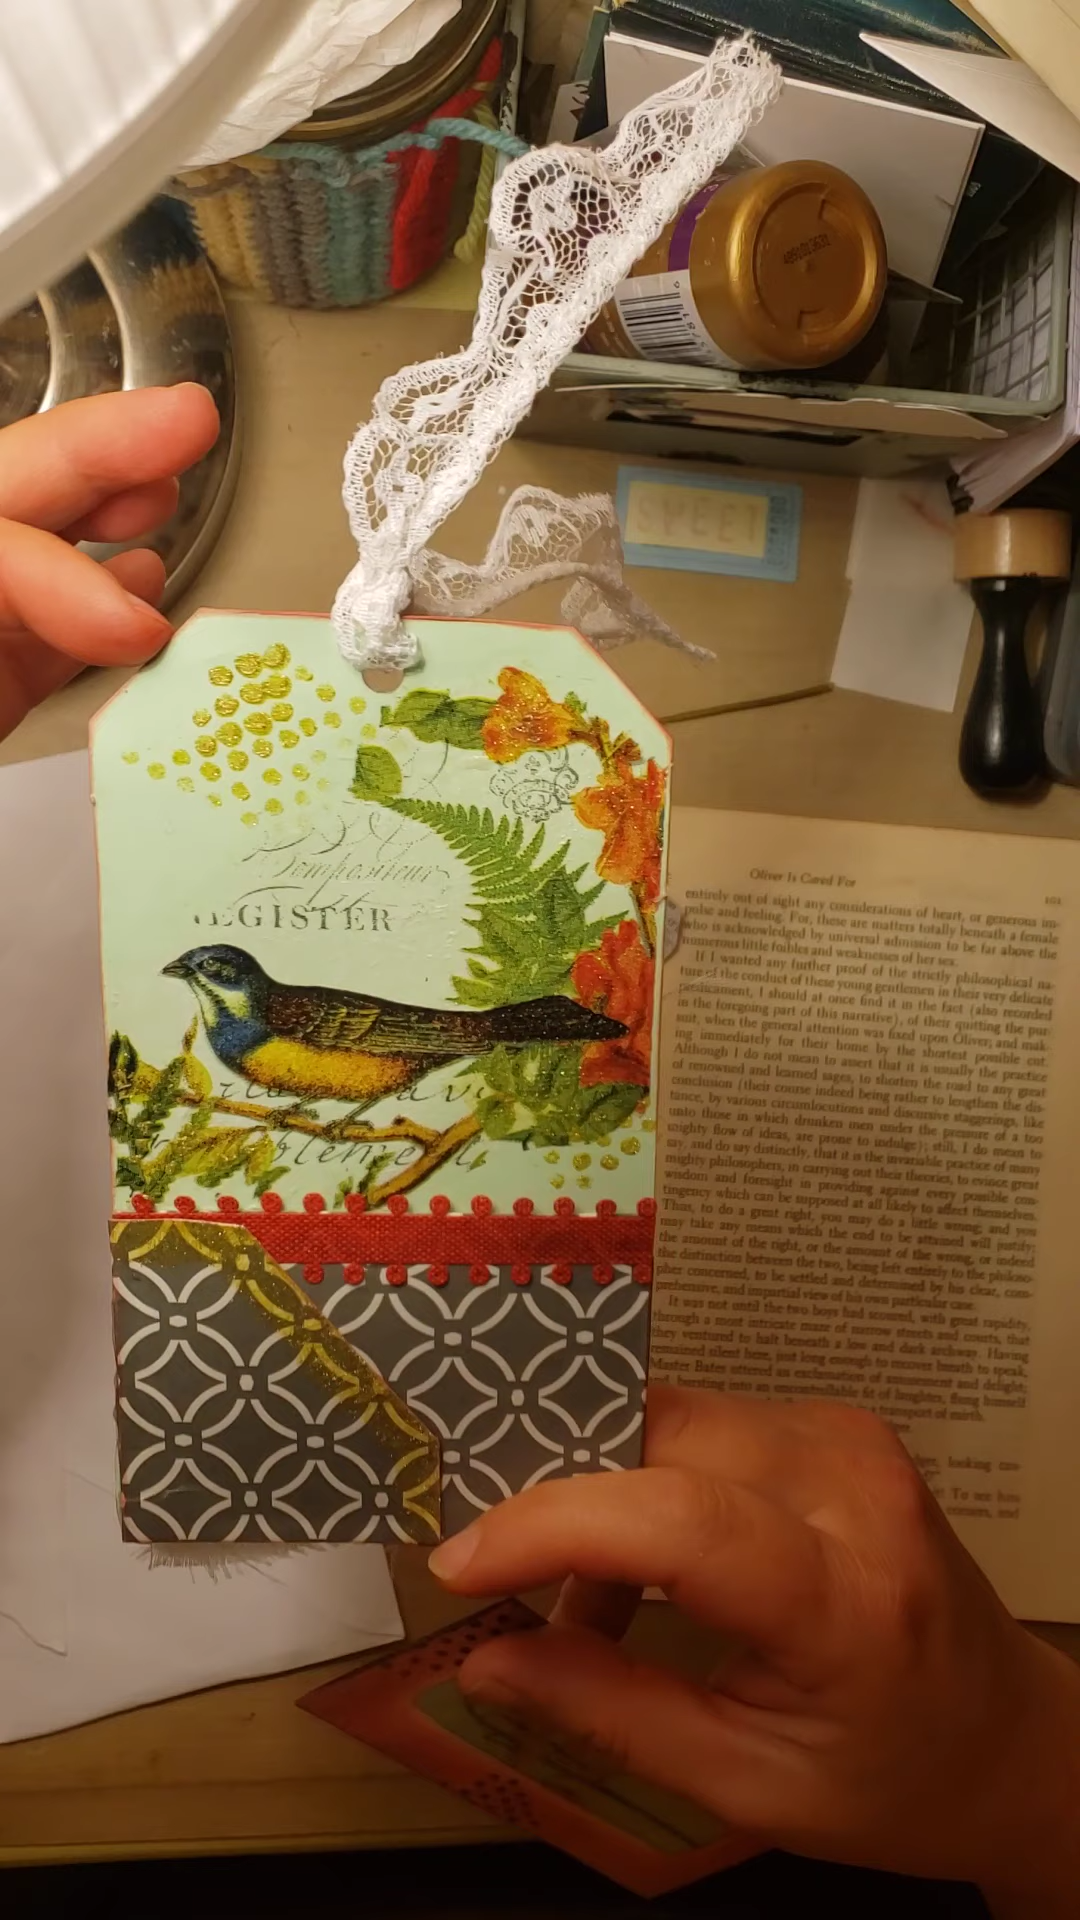 SWEET
Compositeur
EGISTER
Oliver Is Cared For
101
entirely out of sight any considerations of heart, or generous im-
pulse and feeling. For, these are matters totally beneath a female
who is acknowledged by universal admission to be far above the
numerous little foibles and weaknesses of her sex.
If I wanted any further proof of the strictly philosophical na-
ture of the conduct of these young gentlemen in their very delicate
predicament, I should at once find it in the fact (also recorded
in the foregoing part of this narrative), of their quitting the pur-
suit, when the general attention was fixed upon Oliver; and mak-
ing immediately for their home by the shortest possible cut.
Although I do not mean to assert that it is usually the practice
of renowned and learned sages, to shorten the road to any great
conclusion (their course indeed being rather to lengthen the dis-
tance, by various circumlocutions and discursive staggerings, like
unto those in which drunken men under the pressure of a too
mighty flow of ideas, are prone to indulge); still, I do mean to
say, and do say distinctly, that it is the invariable practice of many
mighty philosophers, in carrying out their theories, to evince great
wisdom and foresight in providing against every possible con-
tingency which can be supposed at all likely to affect themselves.
Thus, to do a great right, you may do a little wrong; and you
may take any means which the end to be attained will justify;
the amount of the right, or the amount of the wrong, or indeed
the distinction between the two, being left entirely to the philoso-
pher concerned, to be settled and determined by his clear, com-
prehensive, and impartial view of his own particular case.
It was not until the two boys had scoured, with great rapidity,
through a most intricate maze of narrow streets and courts, that
they ventured to halt beneath a low and dark archway. Having
remained silent here, just long enough to recover breath to speak,
Master Bates uttered an exclamation of amusement and delight;
bursting into an uncontrollable fit of laughter, flung himself
in a transport of mirth.
looking
To see him
corners, and